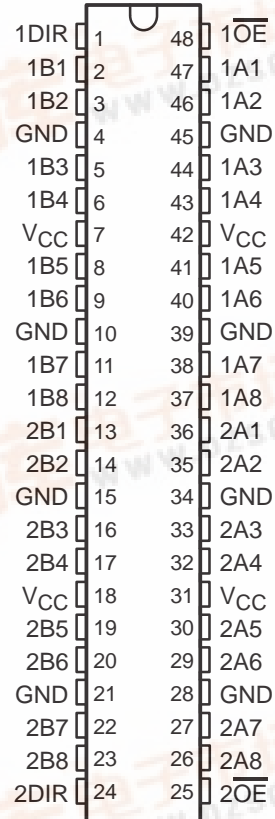 1DIR 1 48 1O̅E̅
1B1 2 47 1A1
1B2 3 46 1A2
GND 4 45 GND
1B3 5 44 1A3
1B4 6 43 1A4
VCC 7 42 VCC
1B5 8 41 1A5
1B6 9 40 1A6
GND 10 39 GND
1B7 11 38 1A7
1B8 12 37 1A8
2B1 13 36 2A1
2B2 14 35 2A2
GND 15 34 GND
2B3 16 33 2A3
2B4 17 32 2A4
VCC 18 31 VCC
2B5 19 30 2A5
2B6 20 29 2A6
GND 21 28 GND
2B7 22 27 2A7
2B8 23 26 2A8
2DIR 24 25 2O̅E̅